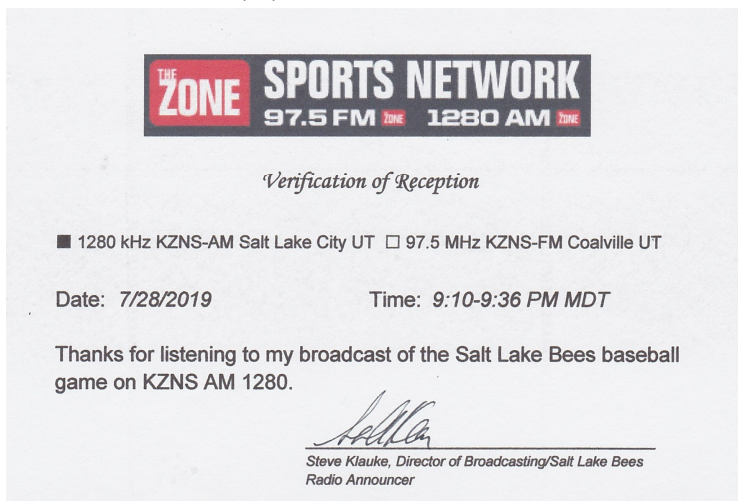 THE ZONE SPORTS NETWORK
97.5 FM ZONE 1280 AM ZONE
Verification of Reception
■ 1280 kHz KZNS-AM Salt Lake City UT □ 97.5 MHz KZNS-FM Coalville UT
Date: 7/28/2019 Time: 9:10-9:36 PM MDT
Thanks for listening to my broadcast of the Salt Lake Bees baseball
game on KZNS AM 1280.
Steve Klauke, Director of Broadcasting/Salt Lake Bees
Radio Announcer